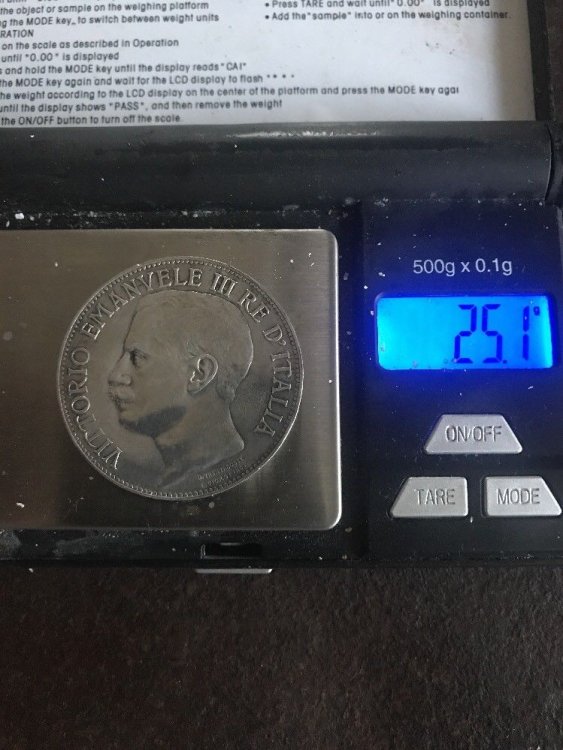 the object or sample on the weighing platform
ng the MODE key, to switch between weight units
RATION
on the scale as described in Operation
until "0.00" is displayed
s and hold the MODE key until the display reads "CAI"
the MODE key again and wait for the LCD display to flash
he weight according to the LCD display on the center of the platform and press the MODE key agai
until the display shows "PASS", and then remove the weight
the ON/OFF button to turn off the scale
• Press TARE and wait until "0.00" is displayed
• Add the "sample" into or on the weighing container.
VITTORIO EMANVELE III RE D'ITALIA
500g x 0.1g
25.1
ON/OFF
TARE
MODE